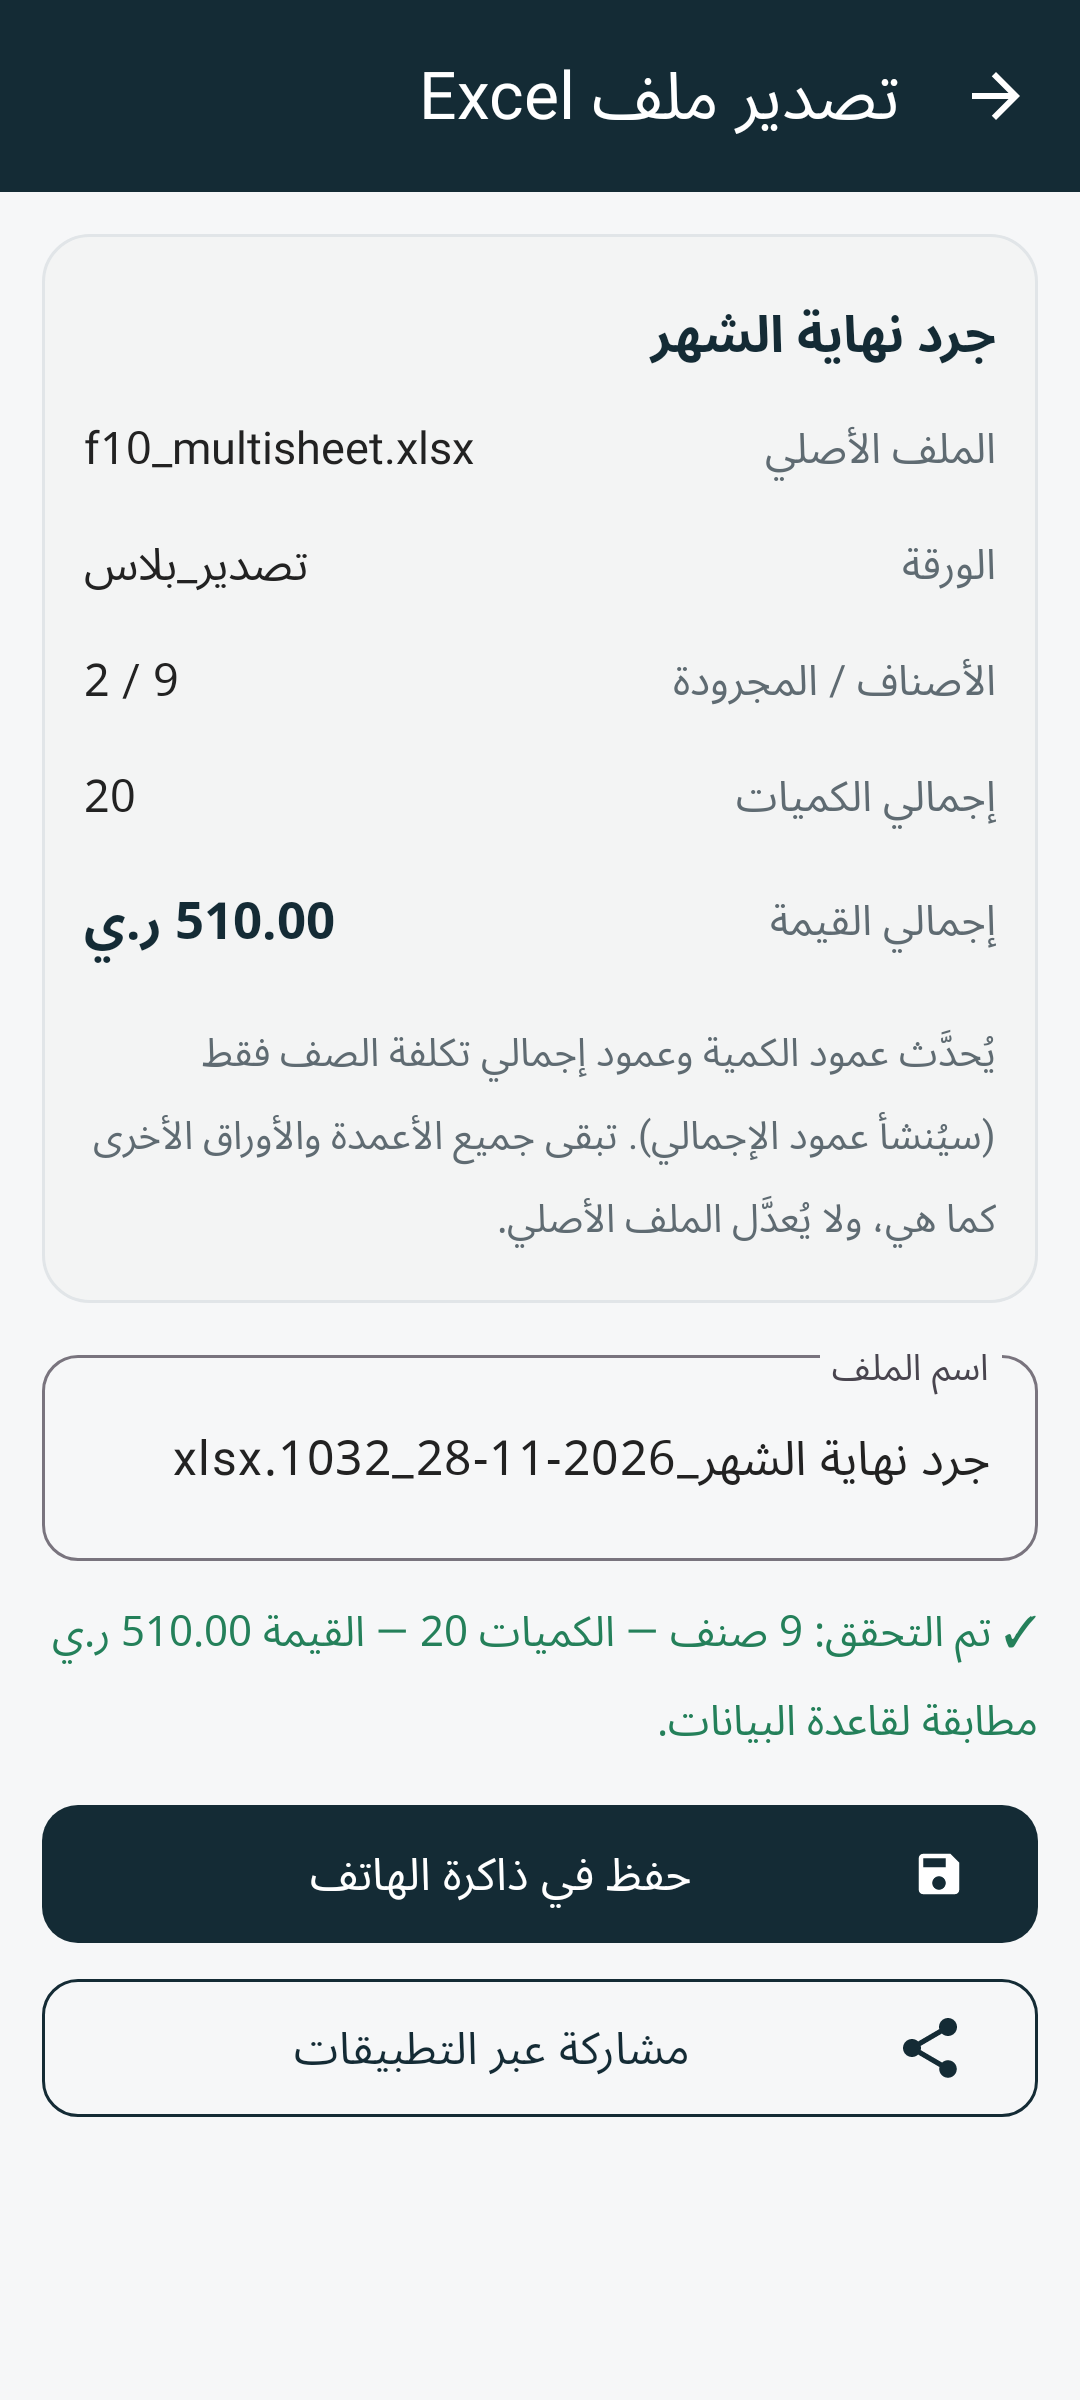 تصدير ملف Excel
جرد نهاية الشهر
الملف الأصلي f10_multisheet.xlsx
الورقة تصدير_بلاس
الأصناف / المجرودة 2 / 9
إجمالي الكميات 20
إجمالي القيمة 510.00 ر.ي
يُحدَّث عمود الكمية وعمود إجمالي تكلفة الصف فقط
(سيُنشأ عمود الإجمالي). تبقى جميع الأعمدة والأوراق الأخرى
كما هي، ولا يُعدَّل الملف الأصلي.
اسم الملف
جرد نهاية الشهر_2026-11-28_1032.xlsx
✓ تم التحقق: 9 صنف – الكميات 20 – القيمة 510.00 ر.ي
مطابقة لقاعدة البيانات.
حفظ في ذاكرة الهاتف
مشاركة عبر التطبيقات